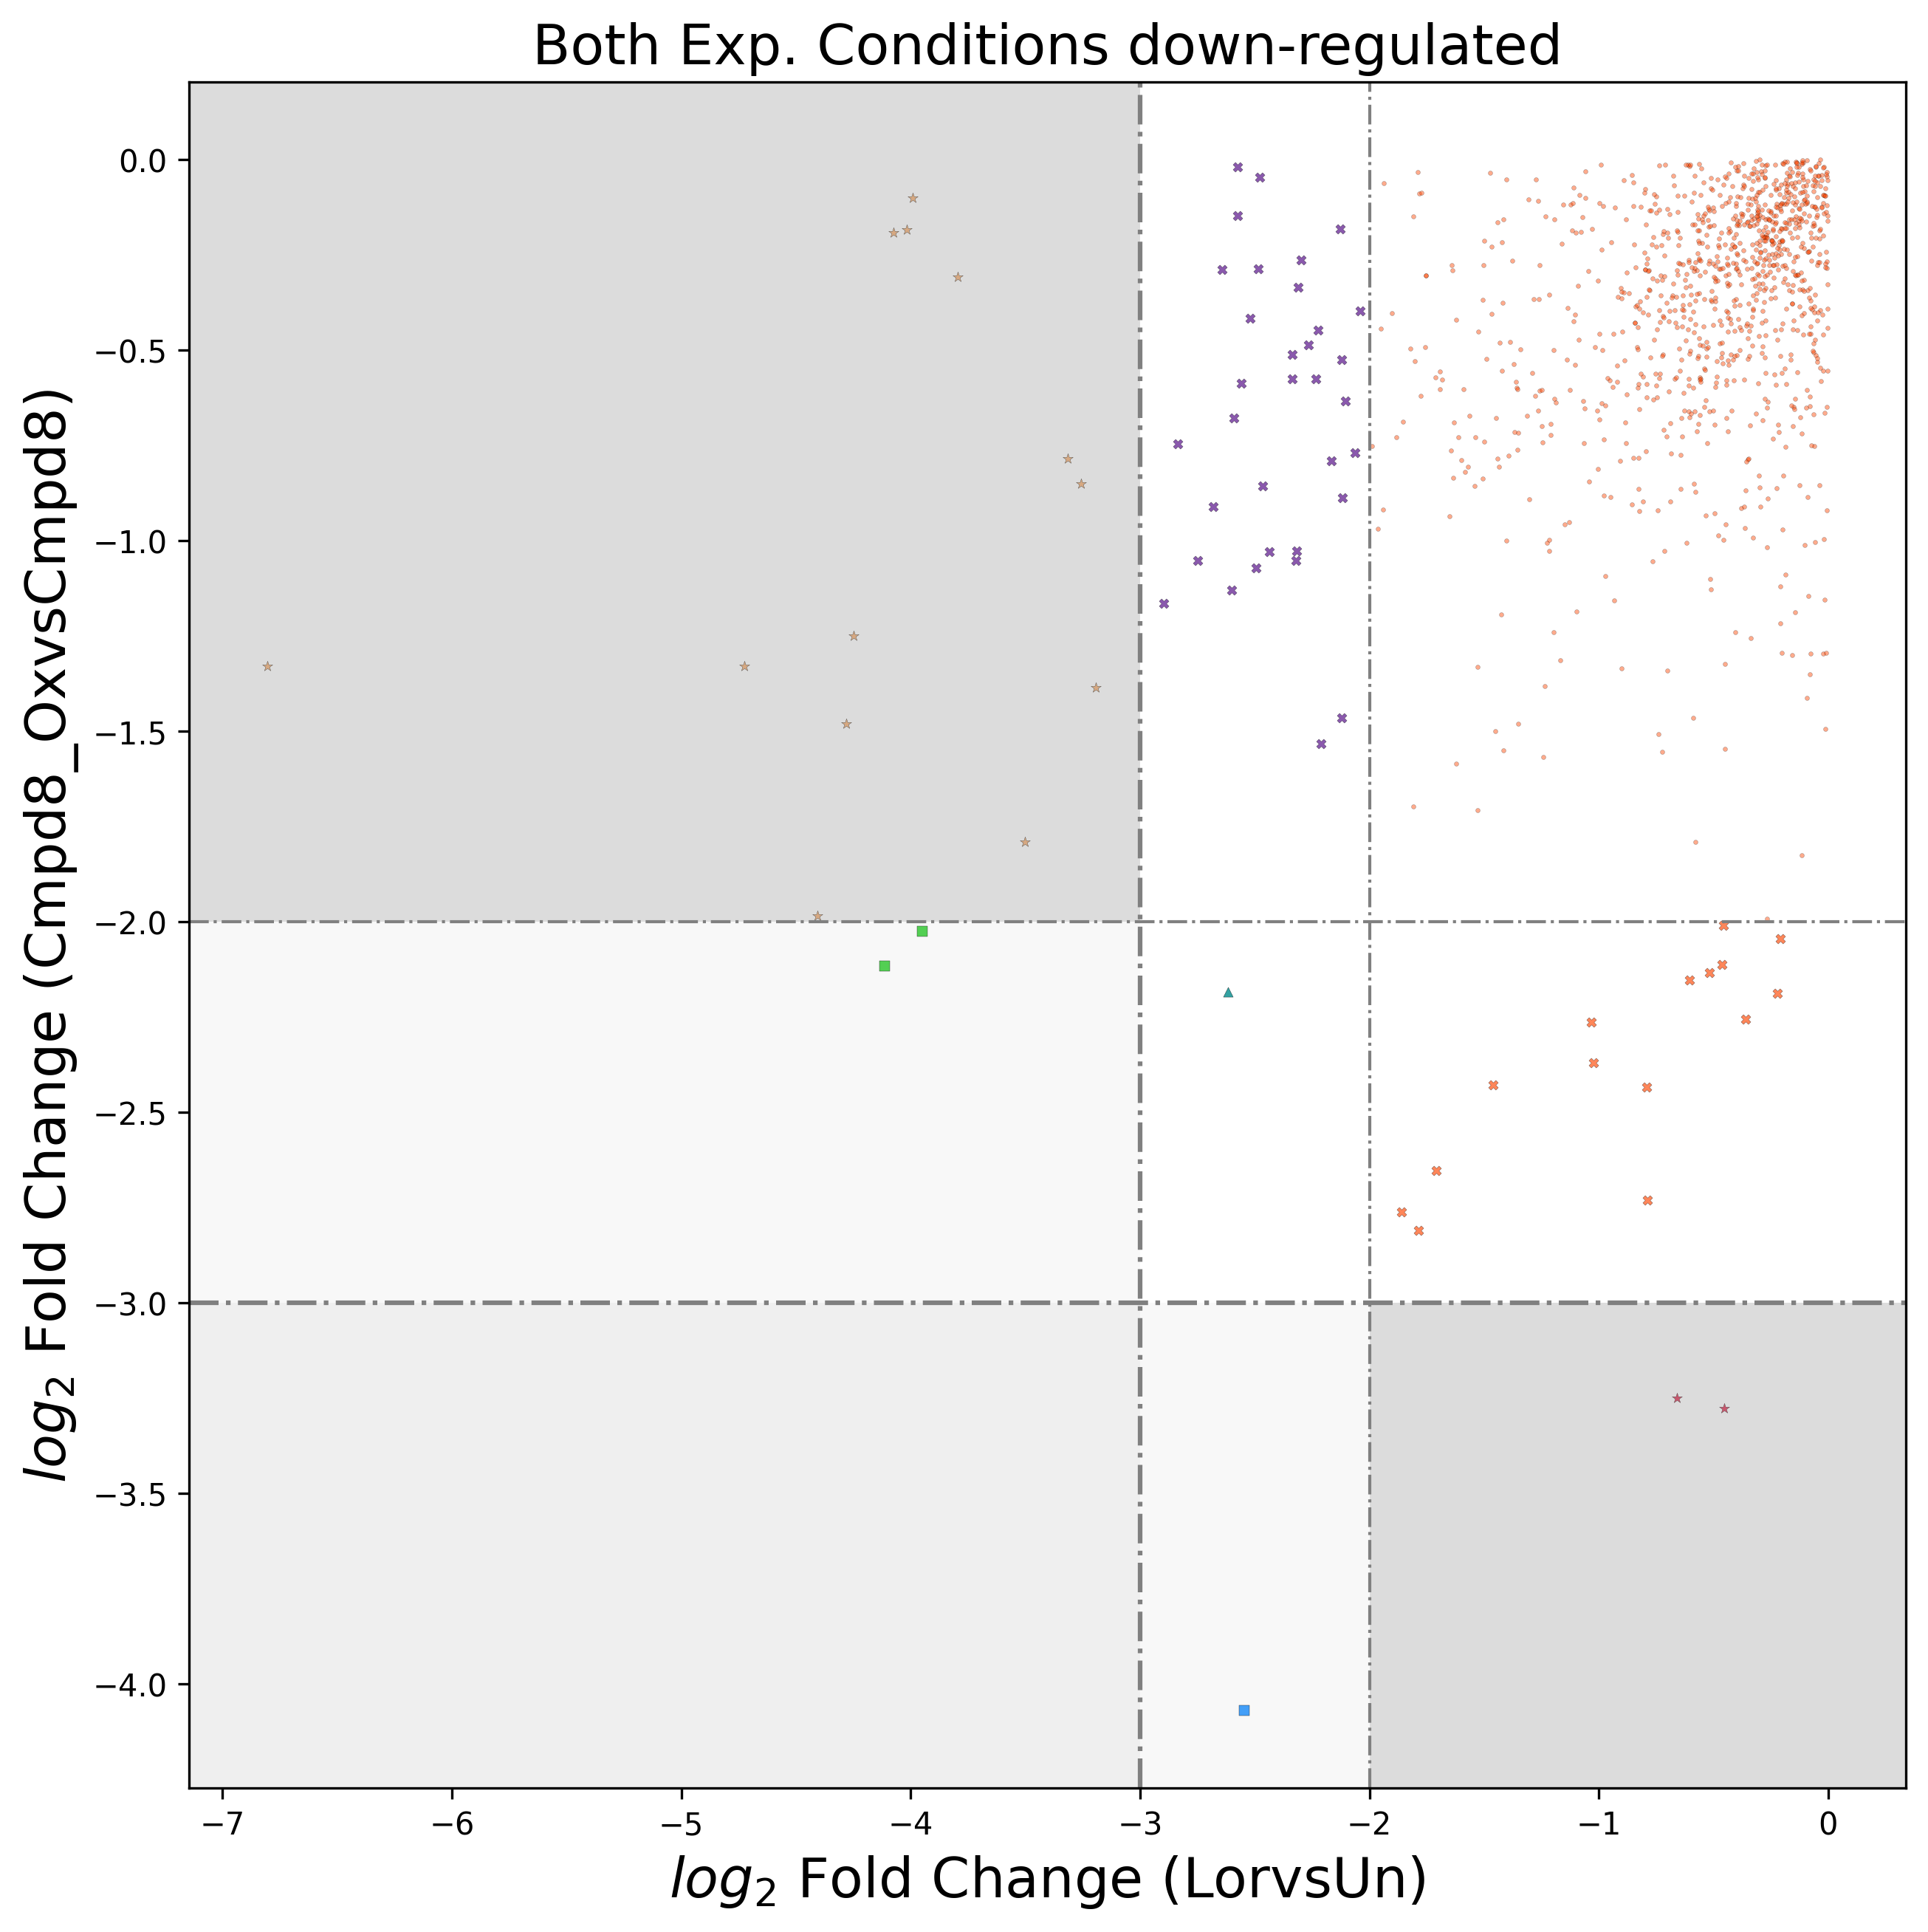 Both Exp. Conditions down-regulated
log2 Fold Change (Cmpd8_OxvsCmpd8)
0.0
−0.5
−1.0
−1.5
−2.0
−2.5
−3.0
−3.5
−4.0
−7 −6 −5 −4 −3 −2 −1 0
log2 Fold Change (LorvsUn)